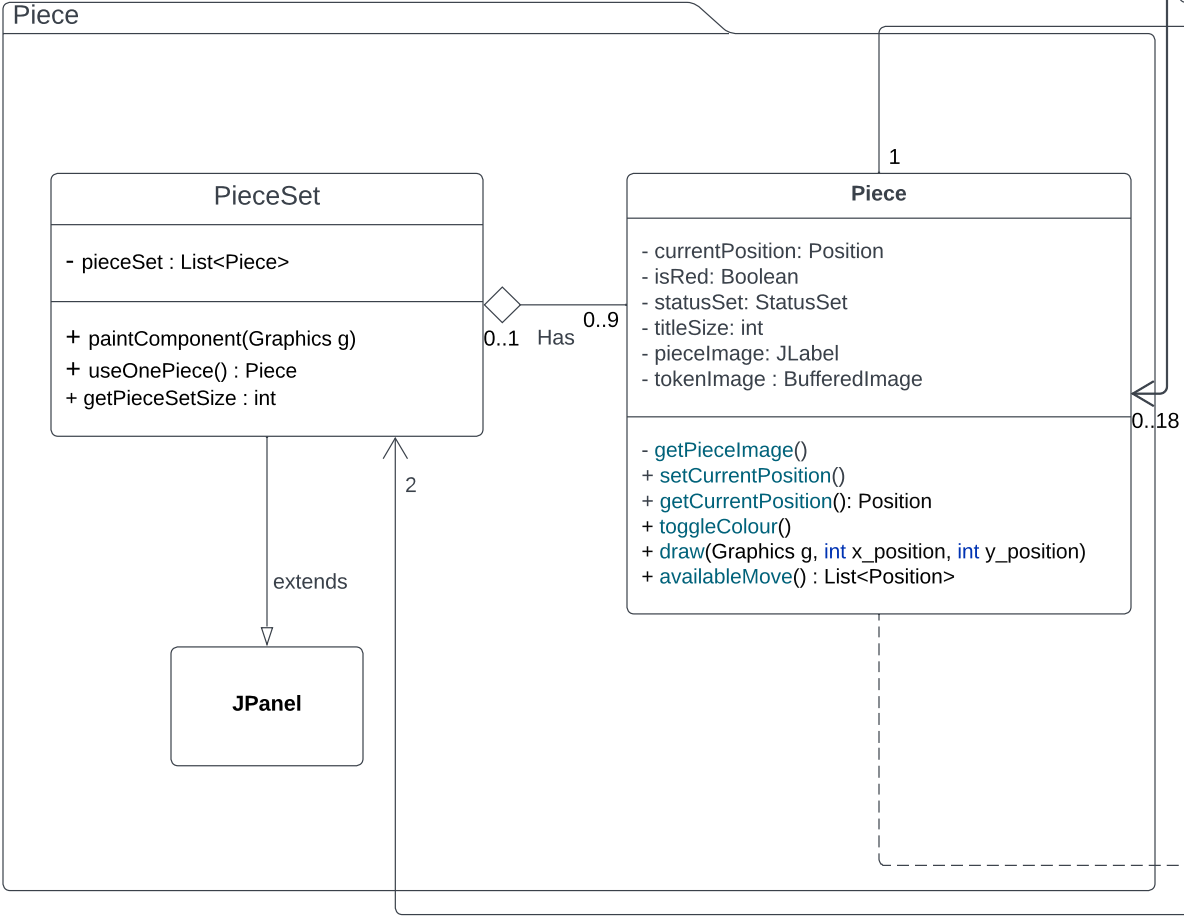 Piece
1
PieceSet
- pieceSet : List<Piece>
+ paintComponent(Graphics g)
+ useOnePiece() : Piece
+ getPieceSetSize : int
0..1
Has
0..9
Piece
- currentPosition: Position
- isRed: Boolean
- statusSet: StatusSet
- titleSize: int
- pieceImage: JLabel
- tokenImage : BufferedImage
- getPieceImage()
+ setCurrentPosition()
+ getCurrentPosition(): Position
+ toggleColour()
+ draw(Graphics g, int x_position, int y_position)
+ availableMove() : List<Position>
0..18
2
extends
JPanel